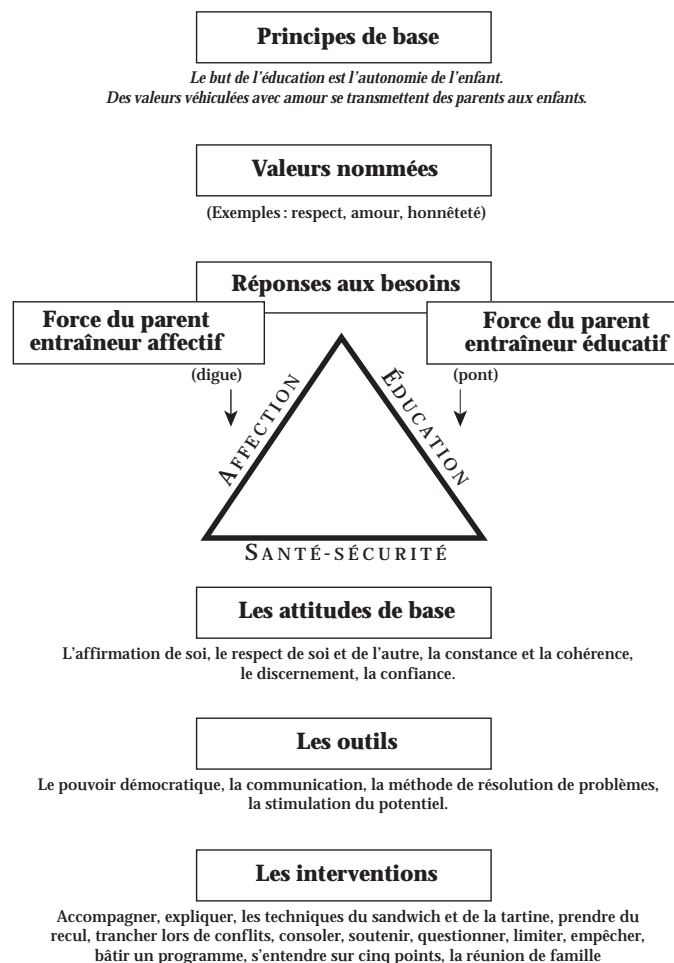 Principes de base
Le but de l'éducation est l'autonomie de l'enfant.
Des valeurs véhiculées avec amour se transmettent des parents aux enfants.
Valeurs nommées
(Exemples : respect, amour, honnêteté)
Réponses aux besoins
Force du parent
entraîneur affectif
Force du parent
entraîneur éducatif
(digue)
(pont)
AFFECTION
ÉDUCATION
SANTÉ-SÉCURITÉ
Les attitudes de base
L'affirmation de soi, le respect de soi et de l'autre, la constance et la cohérence,
le discernement, la confiance.
Les outils
Le pouvoir démocratique, la communication, la méthode de résolution de problèmes,
la stimulation du potentiel.
Les interventions
Accompagner, expliquer, les techniques du sandwich et de la tartine, prendre du
recul, trancher lors de conflits, consoler, soutenir, questionner, limiter, empêcher,
bâtir un programme, s'entendre sur cinq points, la réunion de famille